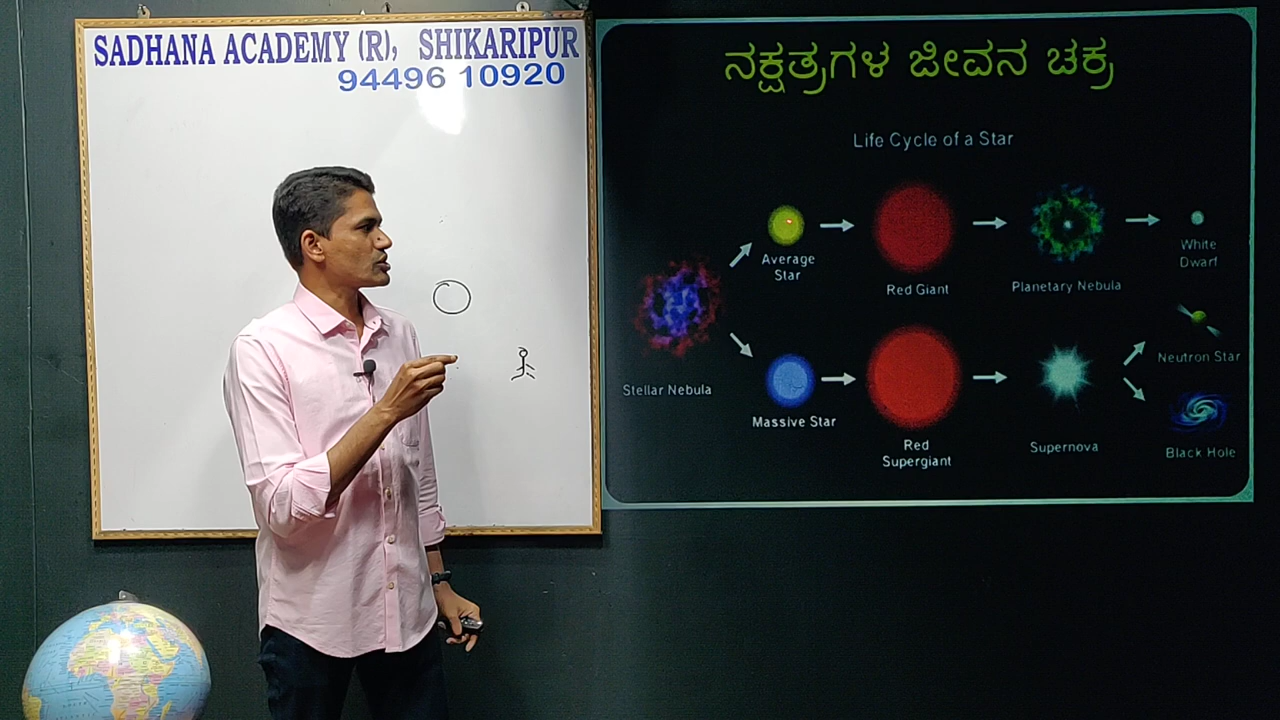 SADHANA ACADEMY (R), SHIKARIPUR
94496 10920
ನಕ್ಷತ್ರಗಳ ಜೀವನ ಚಕ್ರ
Life Cycle of a Star
Average
Star
Red Giant
Planetary Nebula
White
Dwarf
Stellar Nebula
Massive Star
Red
Supergiant
Supernova
Neutron Star
Black Hole